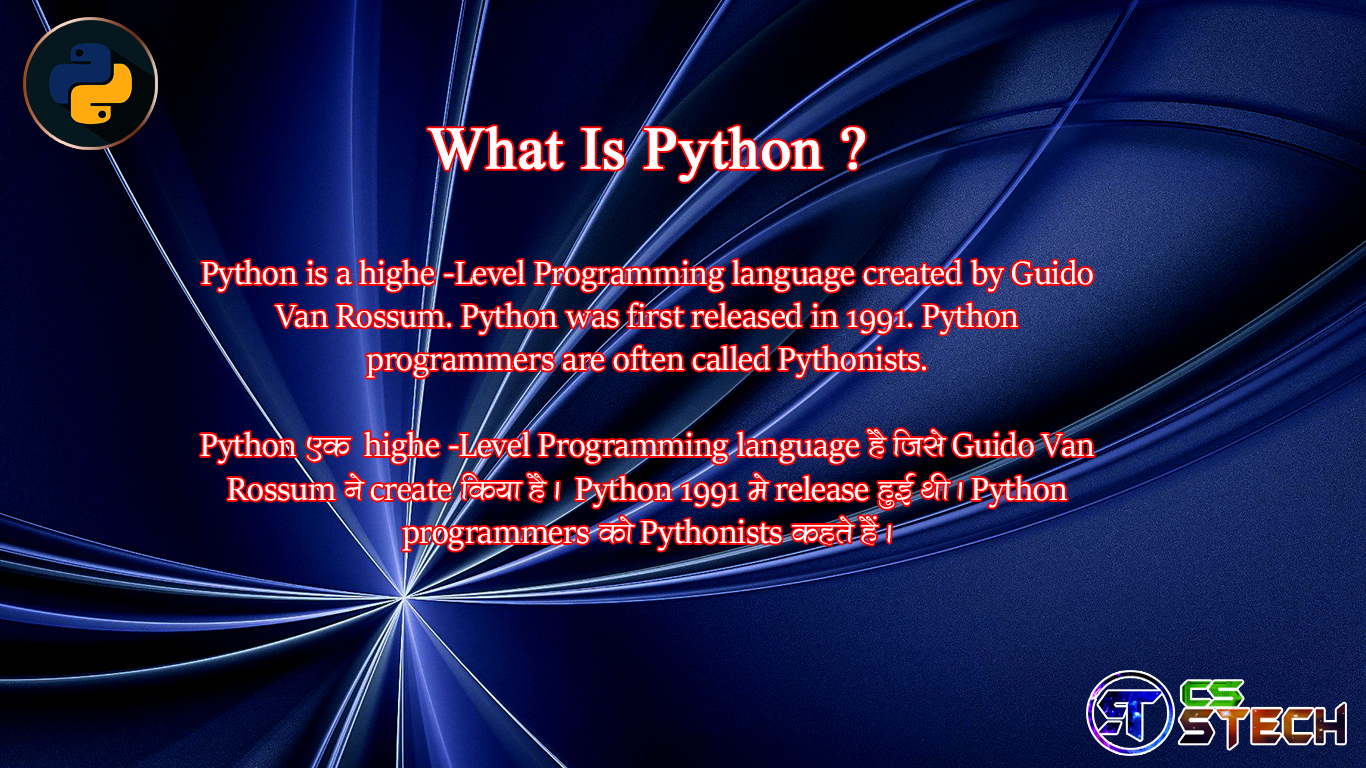 What Is Python ?
Python is a highe -Level Programming language created by Guido
Van Rossum. Python was first released in 1991. Python
programmers are often called Pythonists.
Python एक highe -Level Programming language है जिसे Guido Van
Rossum ने create किया है। Python 1991 मे release हुई थी। Python
programmers को Pythonists कहते हैं।
ST
CS
STECH